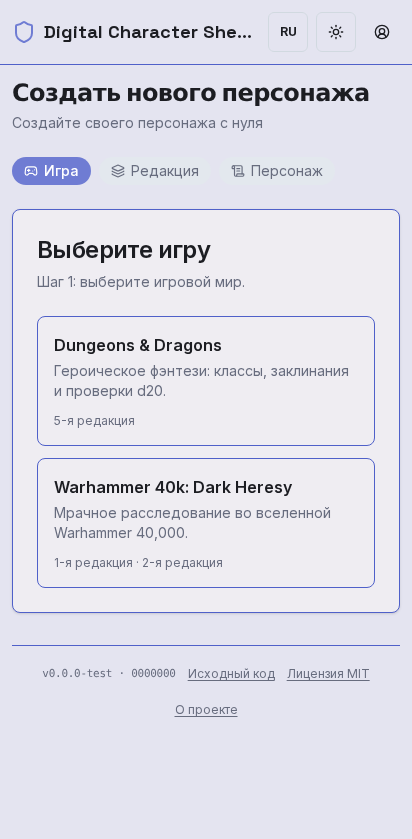 Digital Character She...
RU
Создать нового персонажа
Создайте своего персонажа с нуля
Игра
Редакция
Персонаж
Выберите игру
Шаг 1: выберите игровой мир.
Dungeons & Dragons
Героическое фэнтези: классы, заклинания
и проверки d20.
5-я редакция
Warhammer 40k: Dark Heresy
Мрачное расследование во вселенной
Warhammer 40,000.
1-я редакция · 2-я редакция
v0.0.0-test · 0000000 Исходный код Лицензия MIT
О проекте